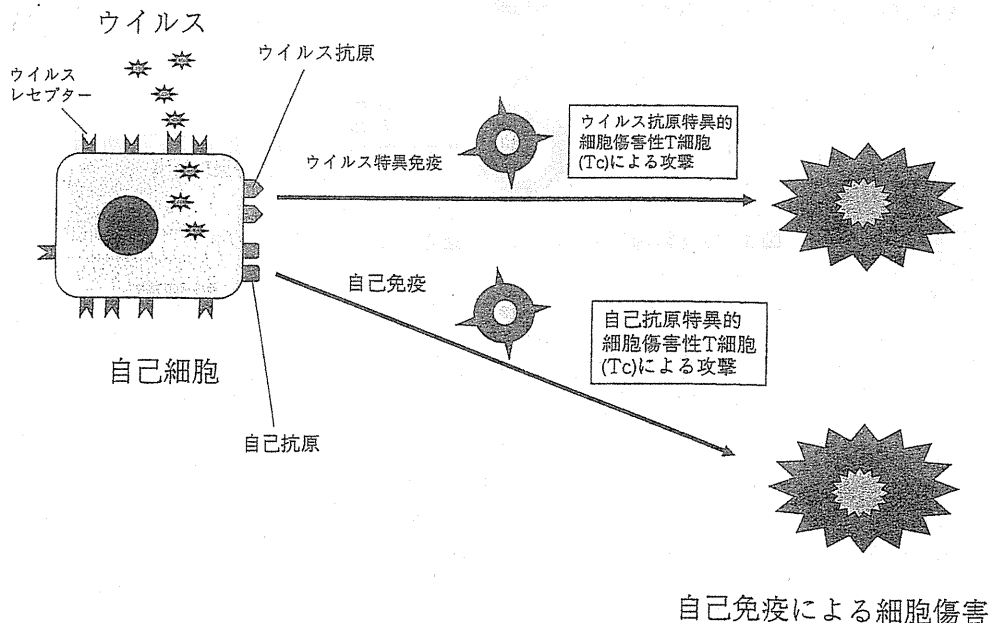 ウイルス
ウイルス
レセプター
ウイルス抗原
ウイルス特異免疫
ウイルス抗原特異的
細胞傷害性T細胞
(Tc)による攻撃
自己免疫
自己抗原特異的
細胞傷害性T細胞
(Tc)による攻撃
自己細胞
自己抗原
自己免疫による細胞傷害